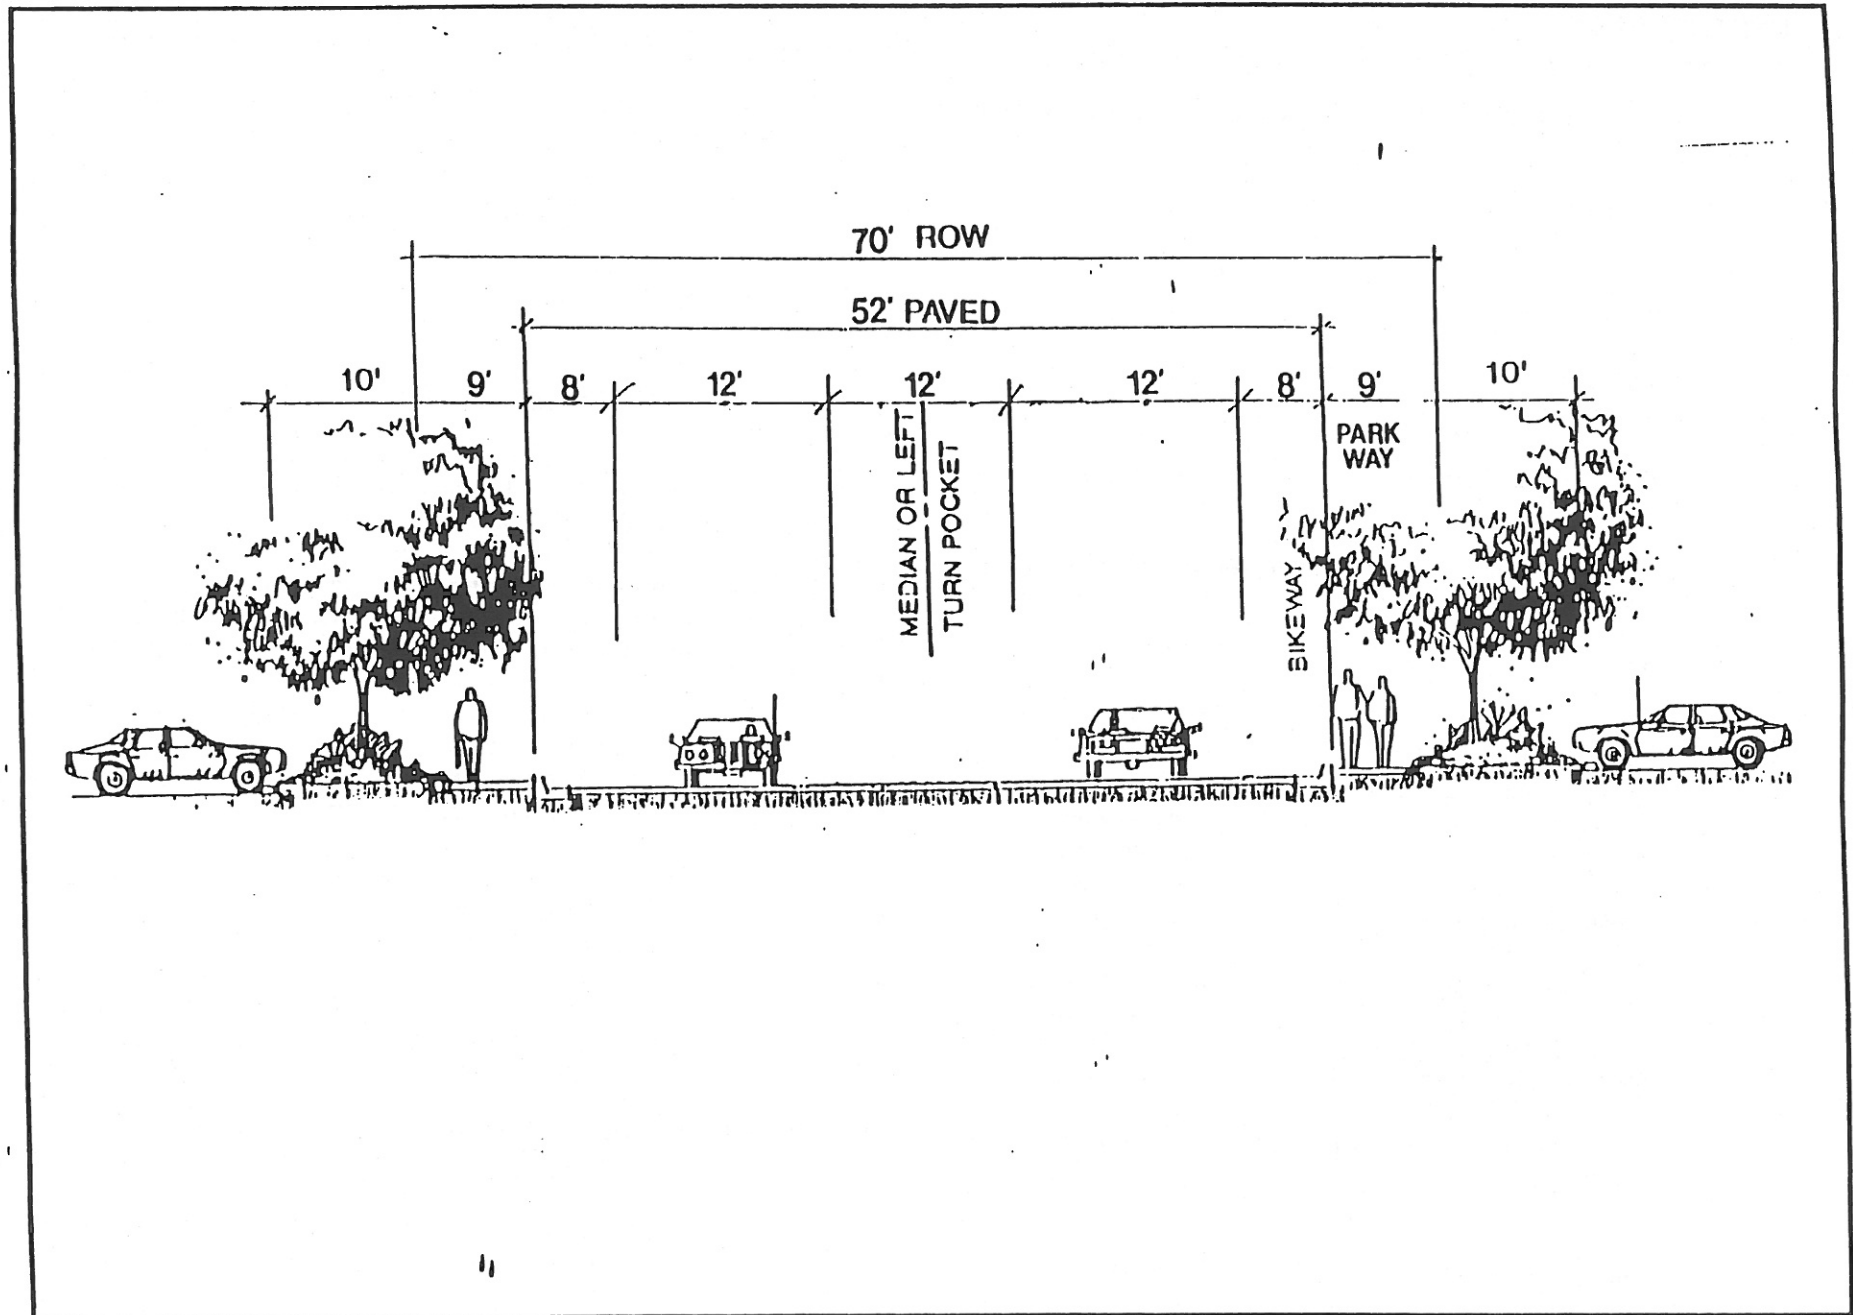 70' ROW
52' PAVED
10' 9' 8' 12' 12' 12' 8' 9' 10'
MEDIAN OR LEFT
TURN POCKET
BIKEWAY
PARK
WAY